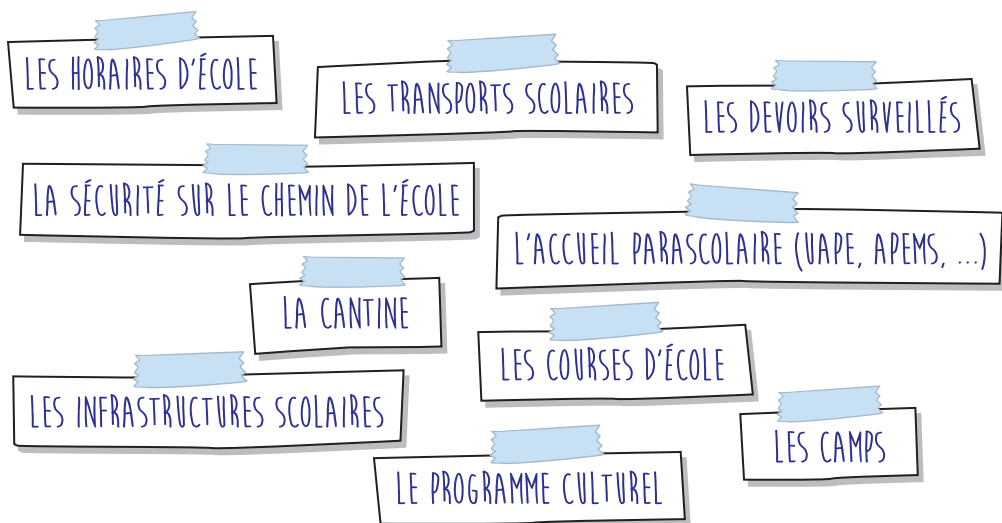 LES HORAIRES D'ÉCOLE
LES TRANSPORTS SCOLAIRES
LES DEVOIRS SURVEILLÉS
LA SÉCURITÉ SUR LE CHEMIN DE L'ÉCOLE
L'ACCUEIL PARASCOLAIRE (UAPE, APEMS, ...)
LA CANTINE
LES COURSES D'ÉCOLE
LES INFRASTRUCTURES SCOLAIRES
LES CAMPS
LE PROGRAMME CULTUREL